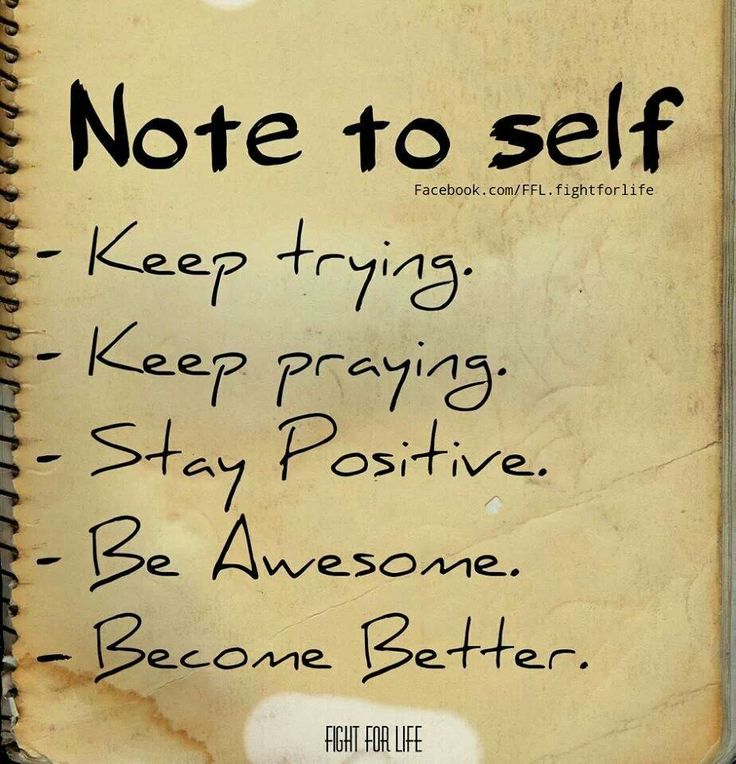 Note to self
Facebook.com/FFL.fightforlife
- Keep trying.
- Keep praying.
- Stay Positive.
- Be Awesome.
- Become Better.
FIGHT FOR LIFE